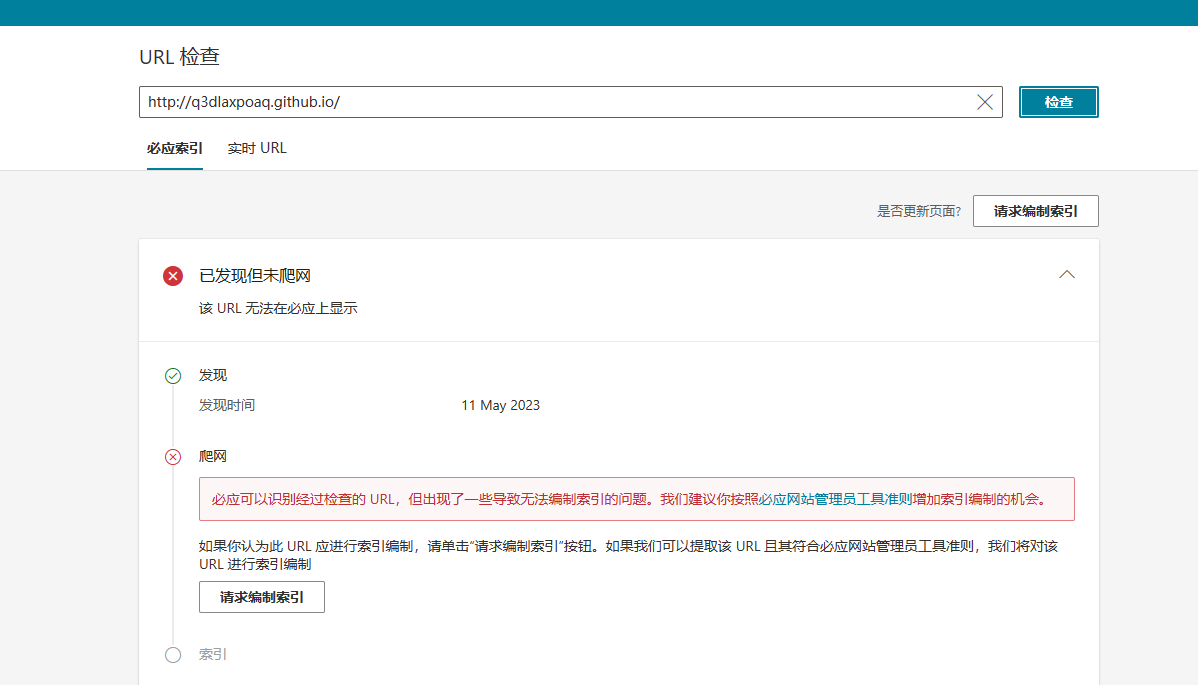 URL 检查
http://q3dlaxpoaq.github.io/
检查
必应索引 实时 URL
是否更新页面? 请求编制索引
已发现但未爬网
该 URL 无法在必应上显示
发现
发现时间 11 May 2023
爬网
必应可以识别经过检查的 URL，但出现了一些导致无法编制索引的问题。我们建议你按照必应网站管理员工具准则增加索引编制的机会。
如果你认为此 URL 应进行索引编制，请单击“请求编制索引”按钮。如果我们可以提取该 URL 且其符合必应网站管理员工具准则，我们将对该
URL 进行索引编制
请求编制索引
索引